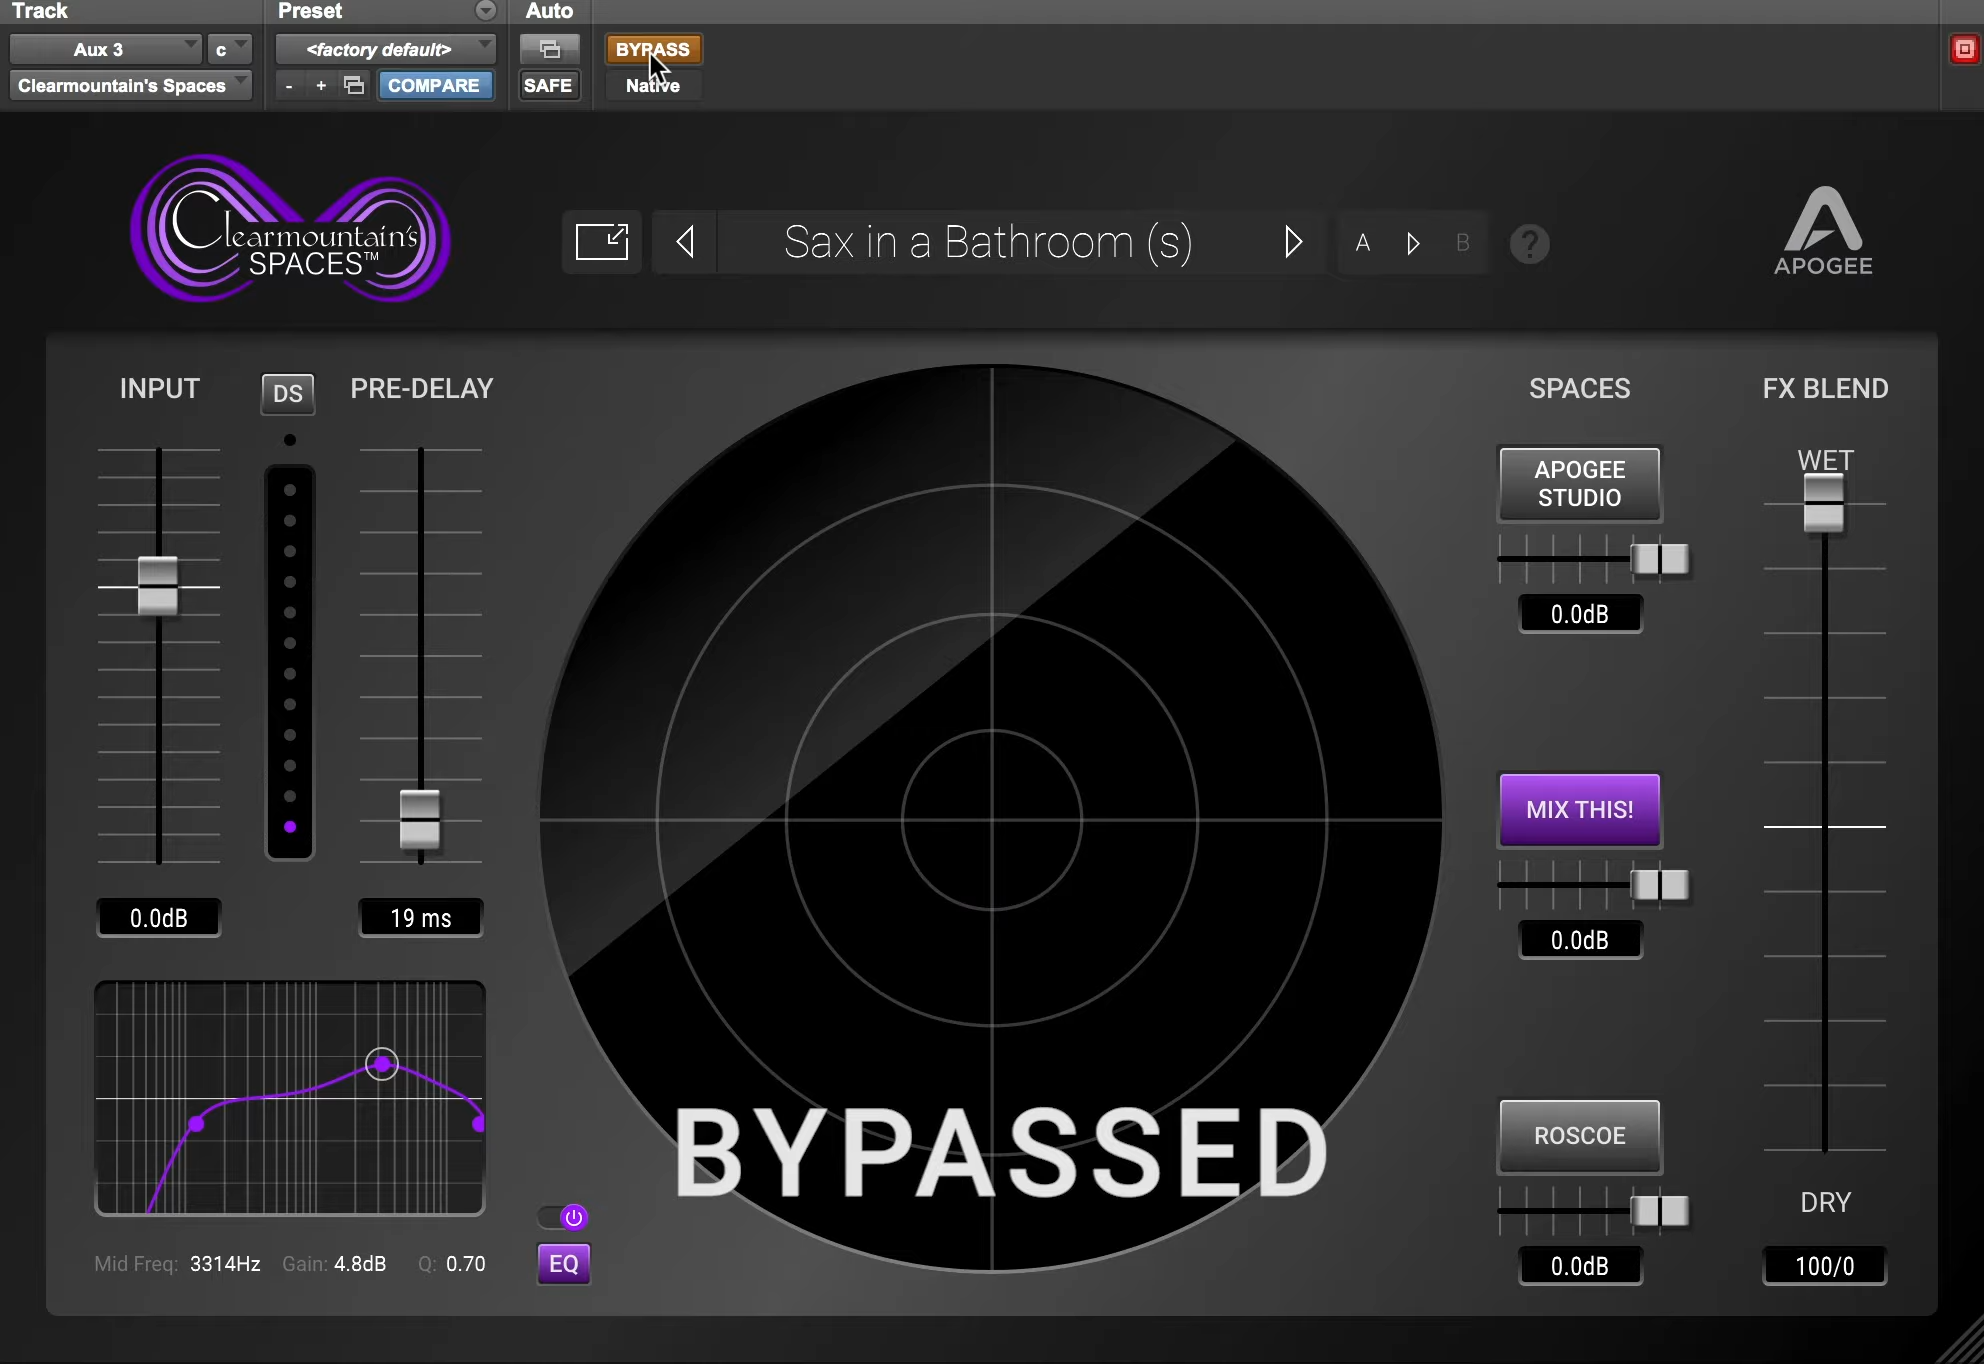 Track
Preset
Auto
Aux 3
c
<factory default>
BYPASS
Clearmountain's Spaces
-
+
COMPARE
SAFE
Native
Clearmountain's
SPACES™
Sax in a Bathroom (s)
A
B
?
APOGEE
INPUT
DS
PRE-DELAY
SPACES
FX BLEND
WET
APOGEE
STUDIO
0.0dB
MIX THIS!
0.0dB
19 ms
0.0dB
BYPASSED
ROSCOE
DRY
EQ
Mid Freq: 3314Hz Gain: 4.8dB Q: 0.70
0.0dB
100/0